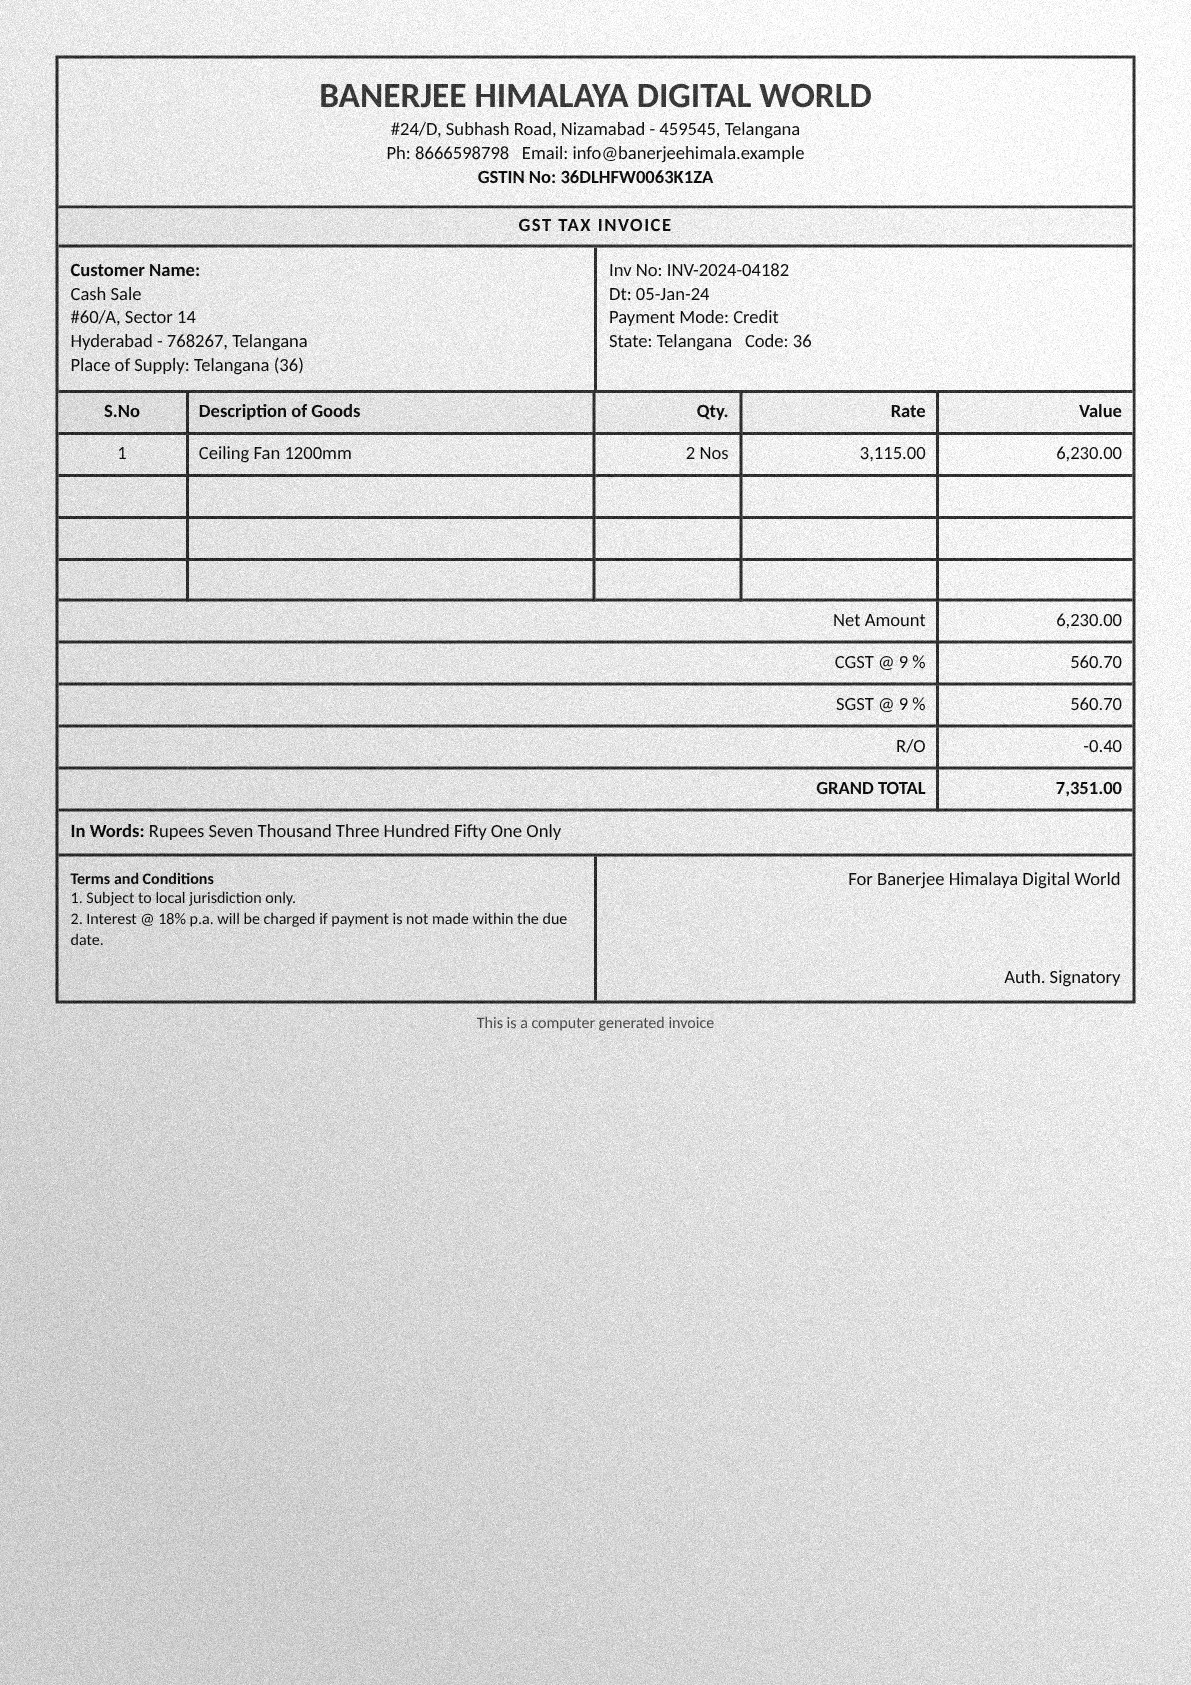 BANERJEE HIMALAYA DIGITAL WORLD
#24/D, Subhash Road, Nizamabad - 459545, Telangana
Ph: 8666598798 Email: info@banerjeehimala.example
GSTIN No: 36DLHFW0063K1ZA
GST TAX INVOICE
Customer Name:
Cash Sale
#60/A, Sector 14
Hyderabad - 768267, Telangana
Place of Supply: Telangana (36)
Inv No: INV-2024-04182
Dt: 05-Jan-24
Payment Mode: Credit
State: Telangana Code: 36
S.No Description of Goods Qty. Rate Value
1 Ceiling Fan 1200mm 2 Nos 3,115.00 6,230.00
Net Amount 6,230.00
CGST @ 9 % 560.70
SGST @ 9 % 560.70
R/O -0.40
GRAND TOTAL 7,351.00
In Words: Rupees Seven Thousand Three Hundred Fifty One Only
Terms and Conditions
1. Subject to local jurisdiction only.
2. Interest @ 18% p.a. will be charged if payment is not made within the due
date.
For Banerjee Himalaya Digital World
Auth. Signatory
This is a computer generated invoice